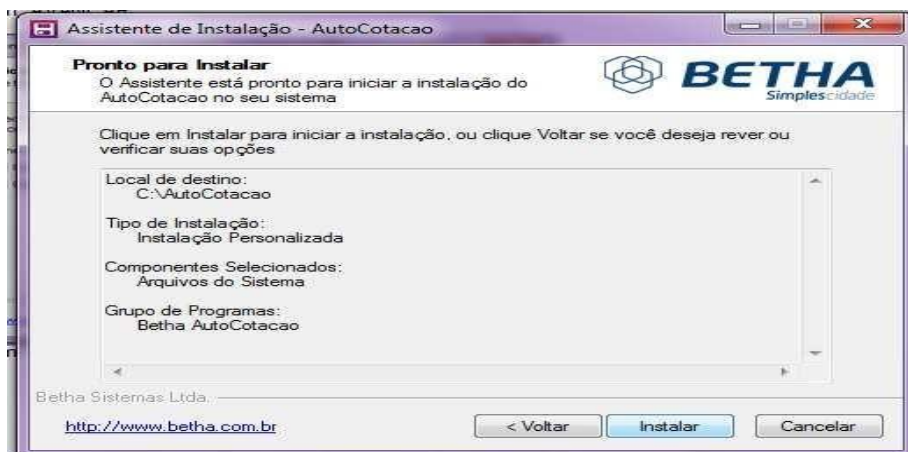 Assistente de Instalação - AutoCotacao
Pronto para Instalar
O Assistente está pronto para iniciar a instalação do
AutoCotacao no seu sistema
BETHA
Simplescidade
Clique em Instalar para iniciar a instalação, ou clique Voltar se você deseja rever ou
verificar suas opções
Local de destino:
C:\AutoCotacao
Tipo de Instalação:
Instalação Personalizada
Componentes Selecionados:
Arquivos do Sistema
Grupo de Programas:
Betha AutoCotacao
Betha Sistemas Ltda.
http://www.betha.com.br
< Voltar
Instalar
Cancelar